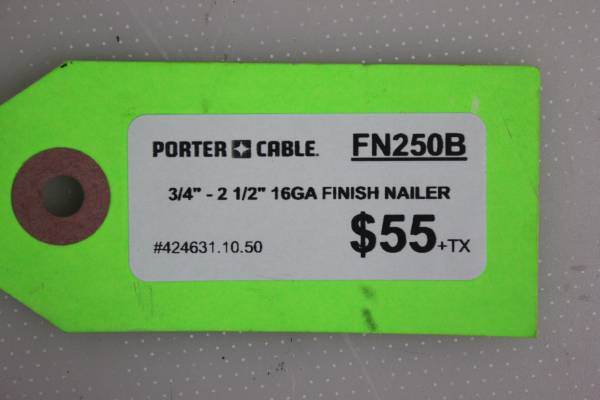 PORTER CABLE. FN250B
3/4" - 2 1/2" 16GA FINISH NAILER
#424631.10.50 $55+TX